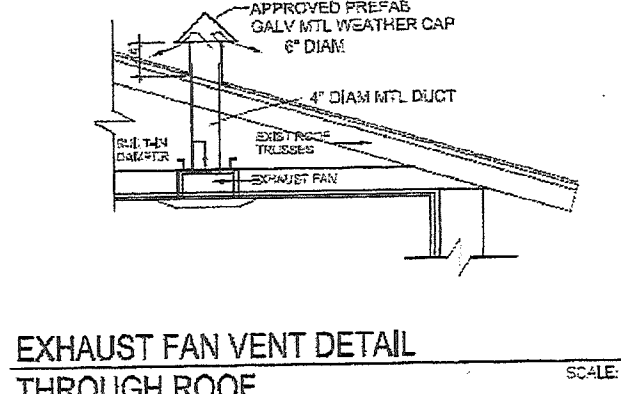 APPROVED PREFAB
GALV MTL WEATHER CAP
6" DIAM
4" DIAM MTL DUCT
BUILT-IN
DAMPER
EXIST ROOF
TRUSSES
EXHAUST FAN
EXHAUST FAN VENT DETAIL
THROUGH ROOF
SCALE: